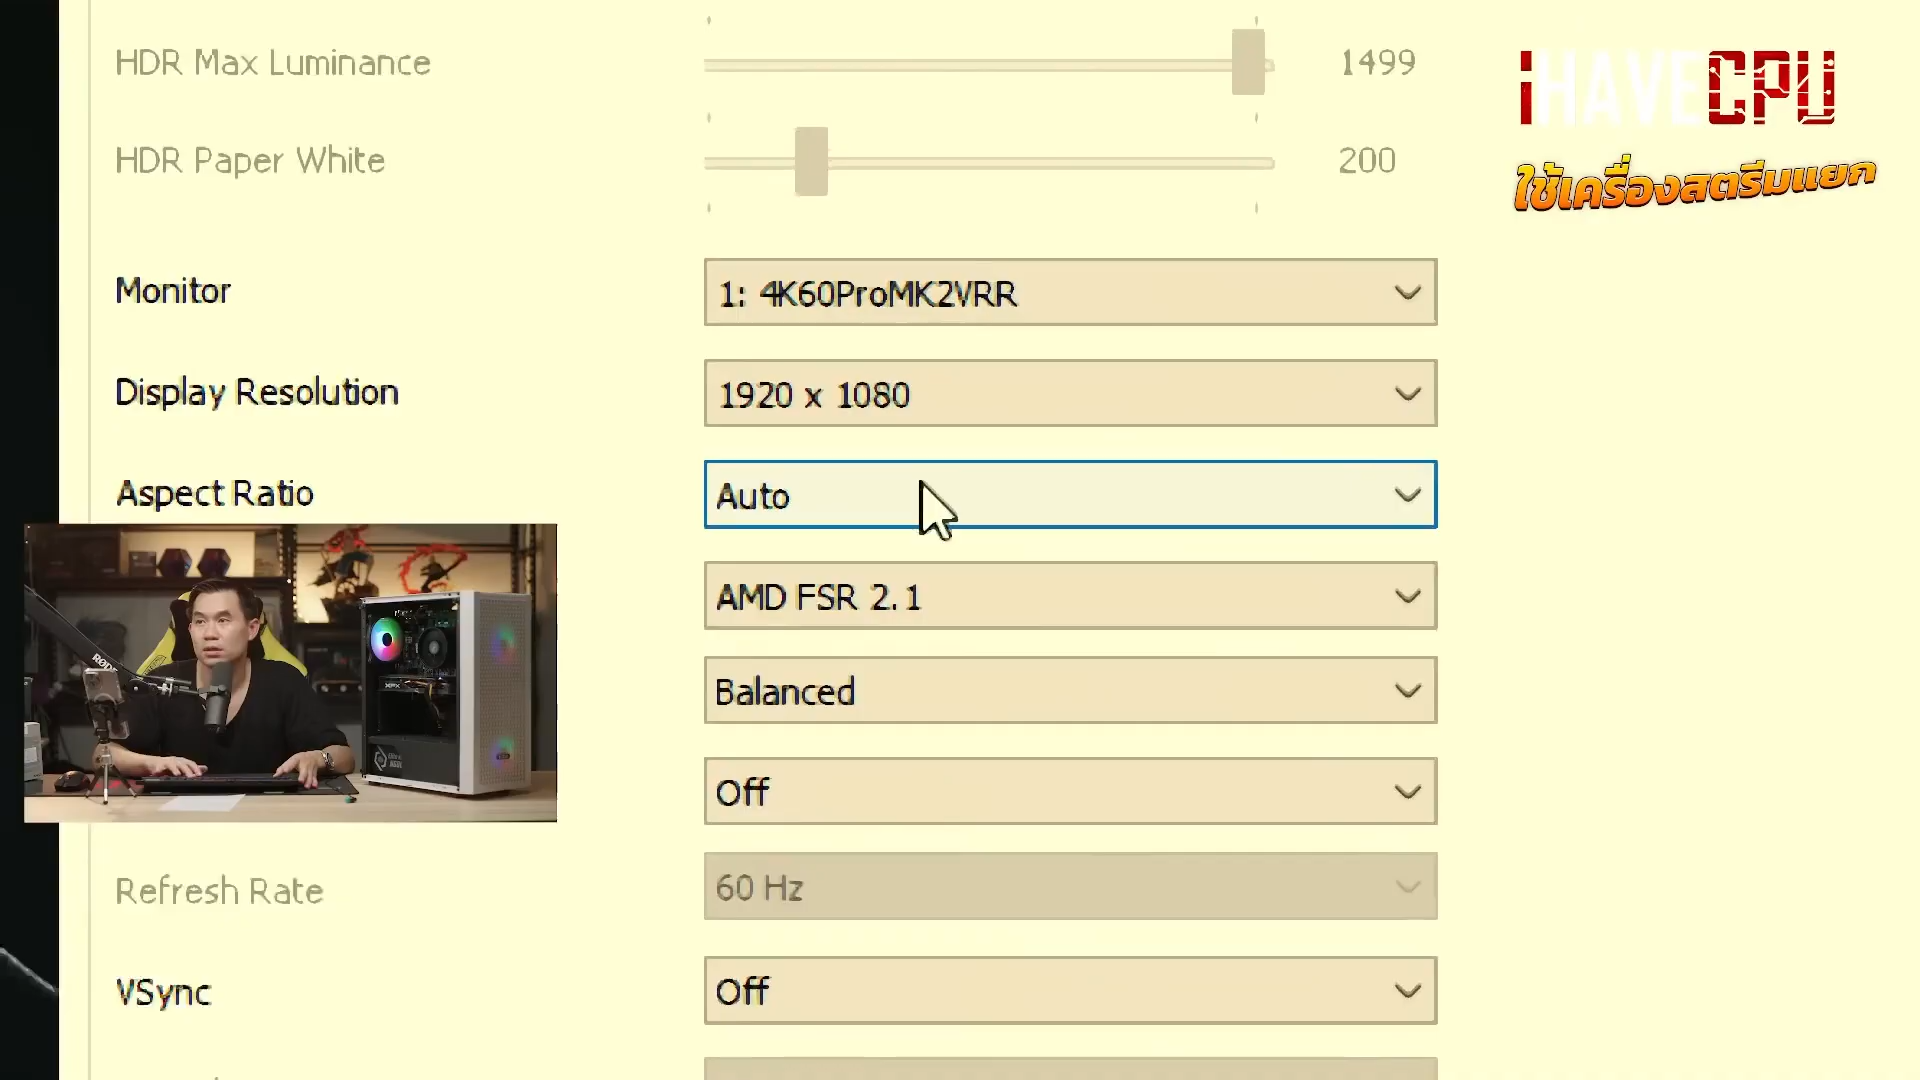 HDR Max Luminance 1499
iHAVECPU
HDR Paper White 200
ใช้เครื่องสตรีมแยก
Monitor 1: 4K60ProMK2VRR
Display Resolution 1920 x 1080
Aspect Ratio Auto
AMD FSR 2.1
Balanced
Off
Refresh Rate 60 Hz
VSync Off
RØDE
XFX